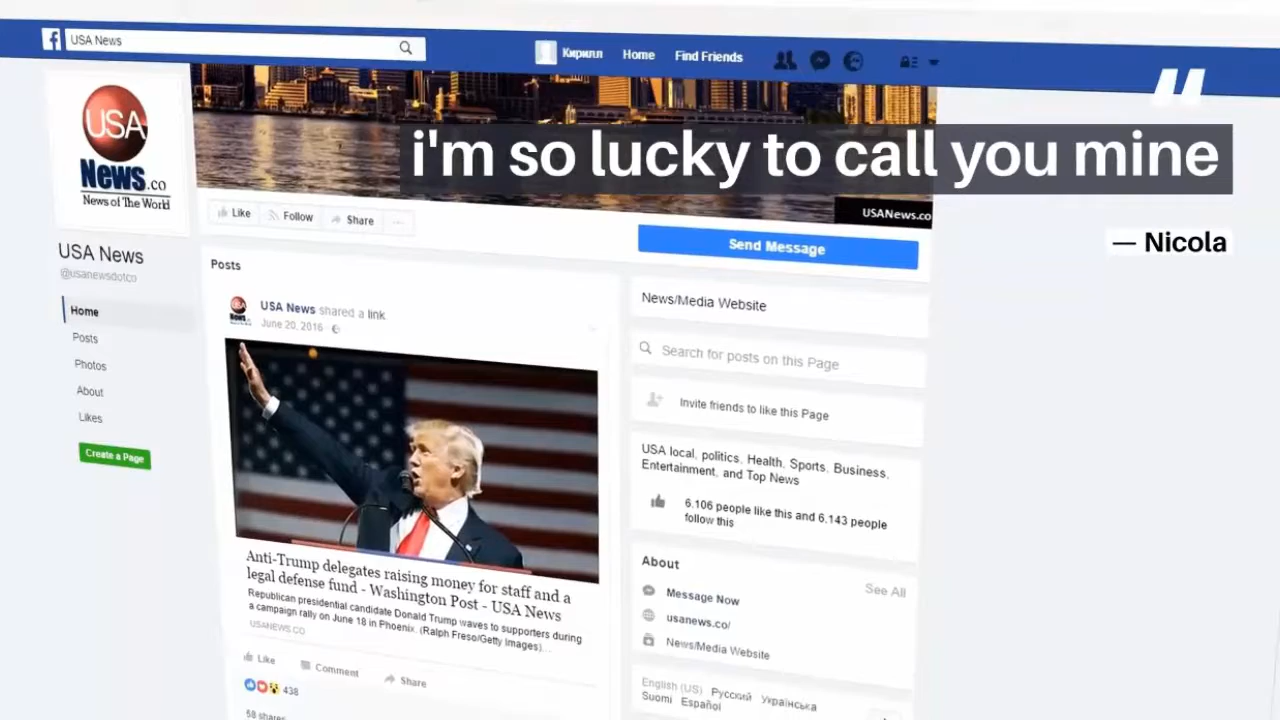 USA News
Кирилл
Home
Find Friends
USA
News.co
News of The World
“
i'm so lucky to call you mine
— Nicola
USANews.co
Like
Follow
Share
Send Message
USA News
@usanewsdotco
Home
Posts
Photos
About
Likes
Create a Page
Posts
USA News shared a link
June 20, 2016
Anti-Trump delegates raising money for staff and a
legal defense fund - Washington Post - USA News
Republican presidential candidate Donald Trump waves to supporters during
a campaign rally on June 18 in Phoenix. (Ralph Freso/Getty Images)...
USANEWS.CO
Like
Comment
Share
438
58 shares
News/Media Website
Search for posts on this Page
Invite friends to like this Page
USA local, politics, Health, Sports, Business,
Entertainment, and Top News
6,106 people like this and 6,143 people
follow this
About
See All
Message Now
usanews.co/
News/Media Website
English (US) Русский Українська
Suomi Español